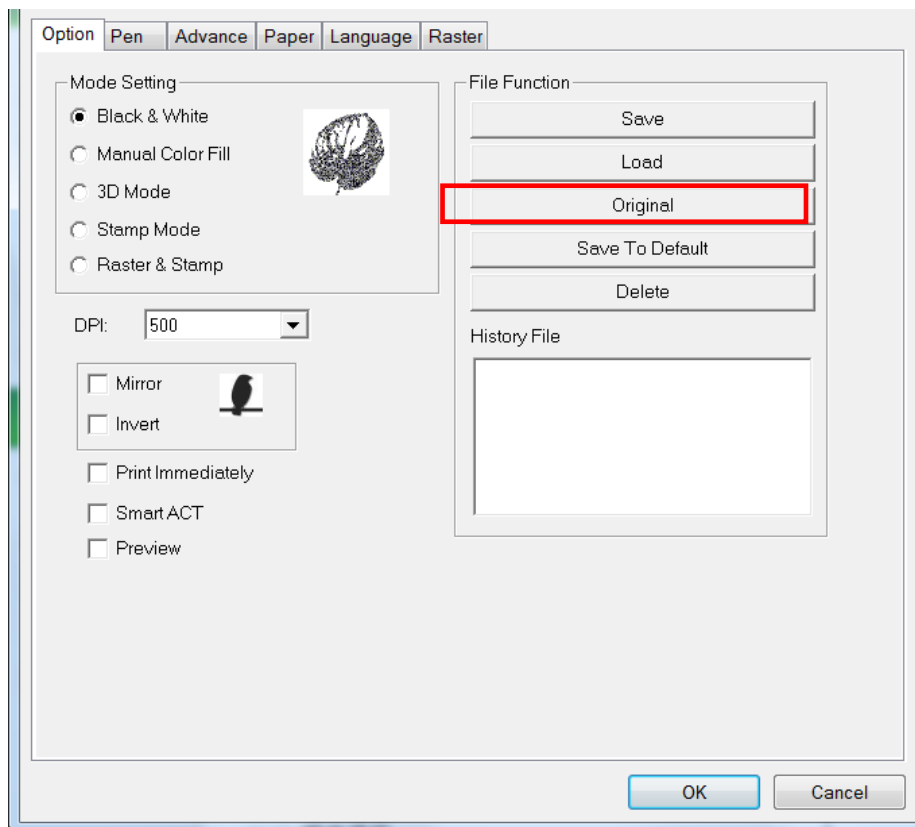 Option Pen Advance Paper Language Raster
Mode Setting
Black & White
Manual Color Fill
3D Mode
Stamp Mode
Raster & Stamp
DPI: 500
Mirror
Invert
Print Immediately
Smart ACT
Preview
File Function
Save
Load
Original
Save To Default
Delete
History File
OK Cancel